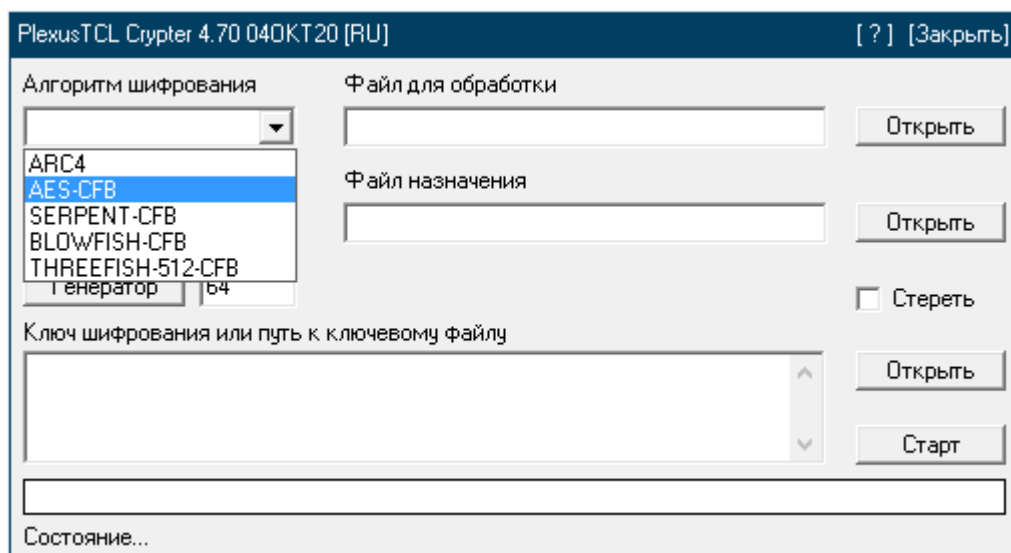 PlexusTCL Crypter 4.70 04OKT20 [RU] [ ? ] [Закрыть]
Алгоритм шифрования Файл для обработки
Открыть
ARC4
AES-CFB Файл назначения
SERPENT-CFB
Открыть
BLOWFISH-CFB
THREEFISH-512-CFB
Генератор 64
Стереть
Ключ шифрования или путь к ключевому файлу
Открыть
Старт
Состояние...